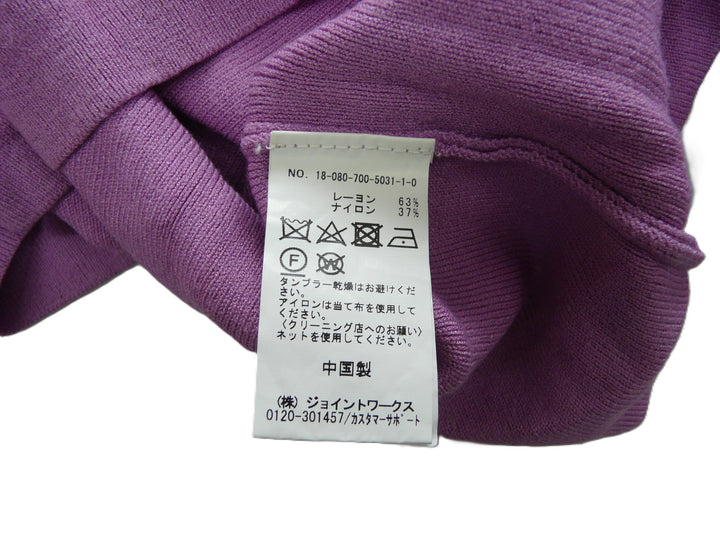 NO. 18-080-700-5031-1-0
レーヨン 63%
ナイロン 37%
F W
タンブラー乾燥はお避けくだ
さい。
アイロンは当て布を使用して
ください。
〈クリーニング店へのお願い〉
ネットを使用してください。
中国製
(株) ジョイントワークス
0120-301457/カスタマーサポート